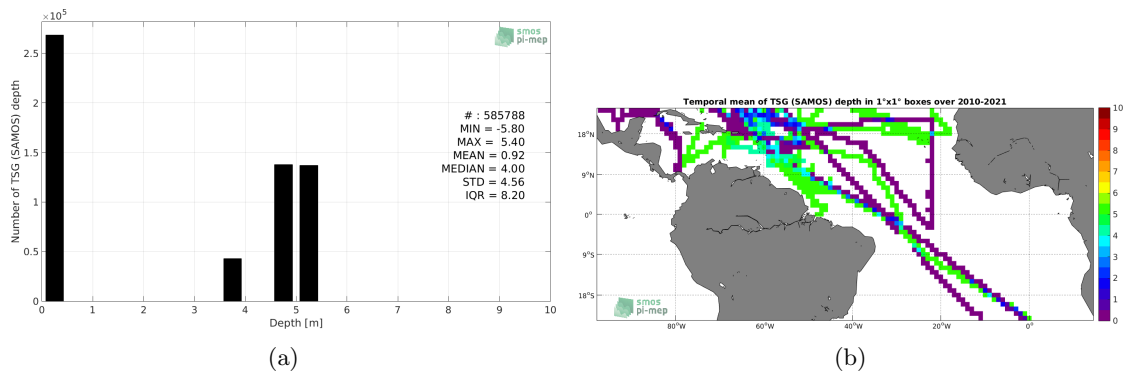 ×10⁵
2.5
2
1.5
1
0.5
0
0 1 2 3 4 5 6 7 8 9 10
Number of TSG (SAMOS) depth
Depth [m]
smos
pi-mep
# : 585788
MIN = -5.80
MAX = 5.40
MEAN = 0.92
MEDIAN = 4.00
STD = 4.56
IQR = 8.20
(a)
Temporal mean of TSG (SAMOS) depth in 1°x1° boxes over 2010-2021
18°N
9°N
0°
9°S
18°S
80°W 60°W 40°W 20°W 0°
smos
pi-mep
10
9
8
7
6
5
4
3
2
1
0
(b)